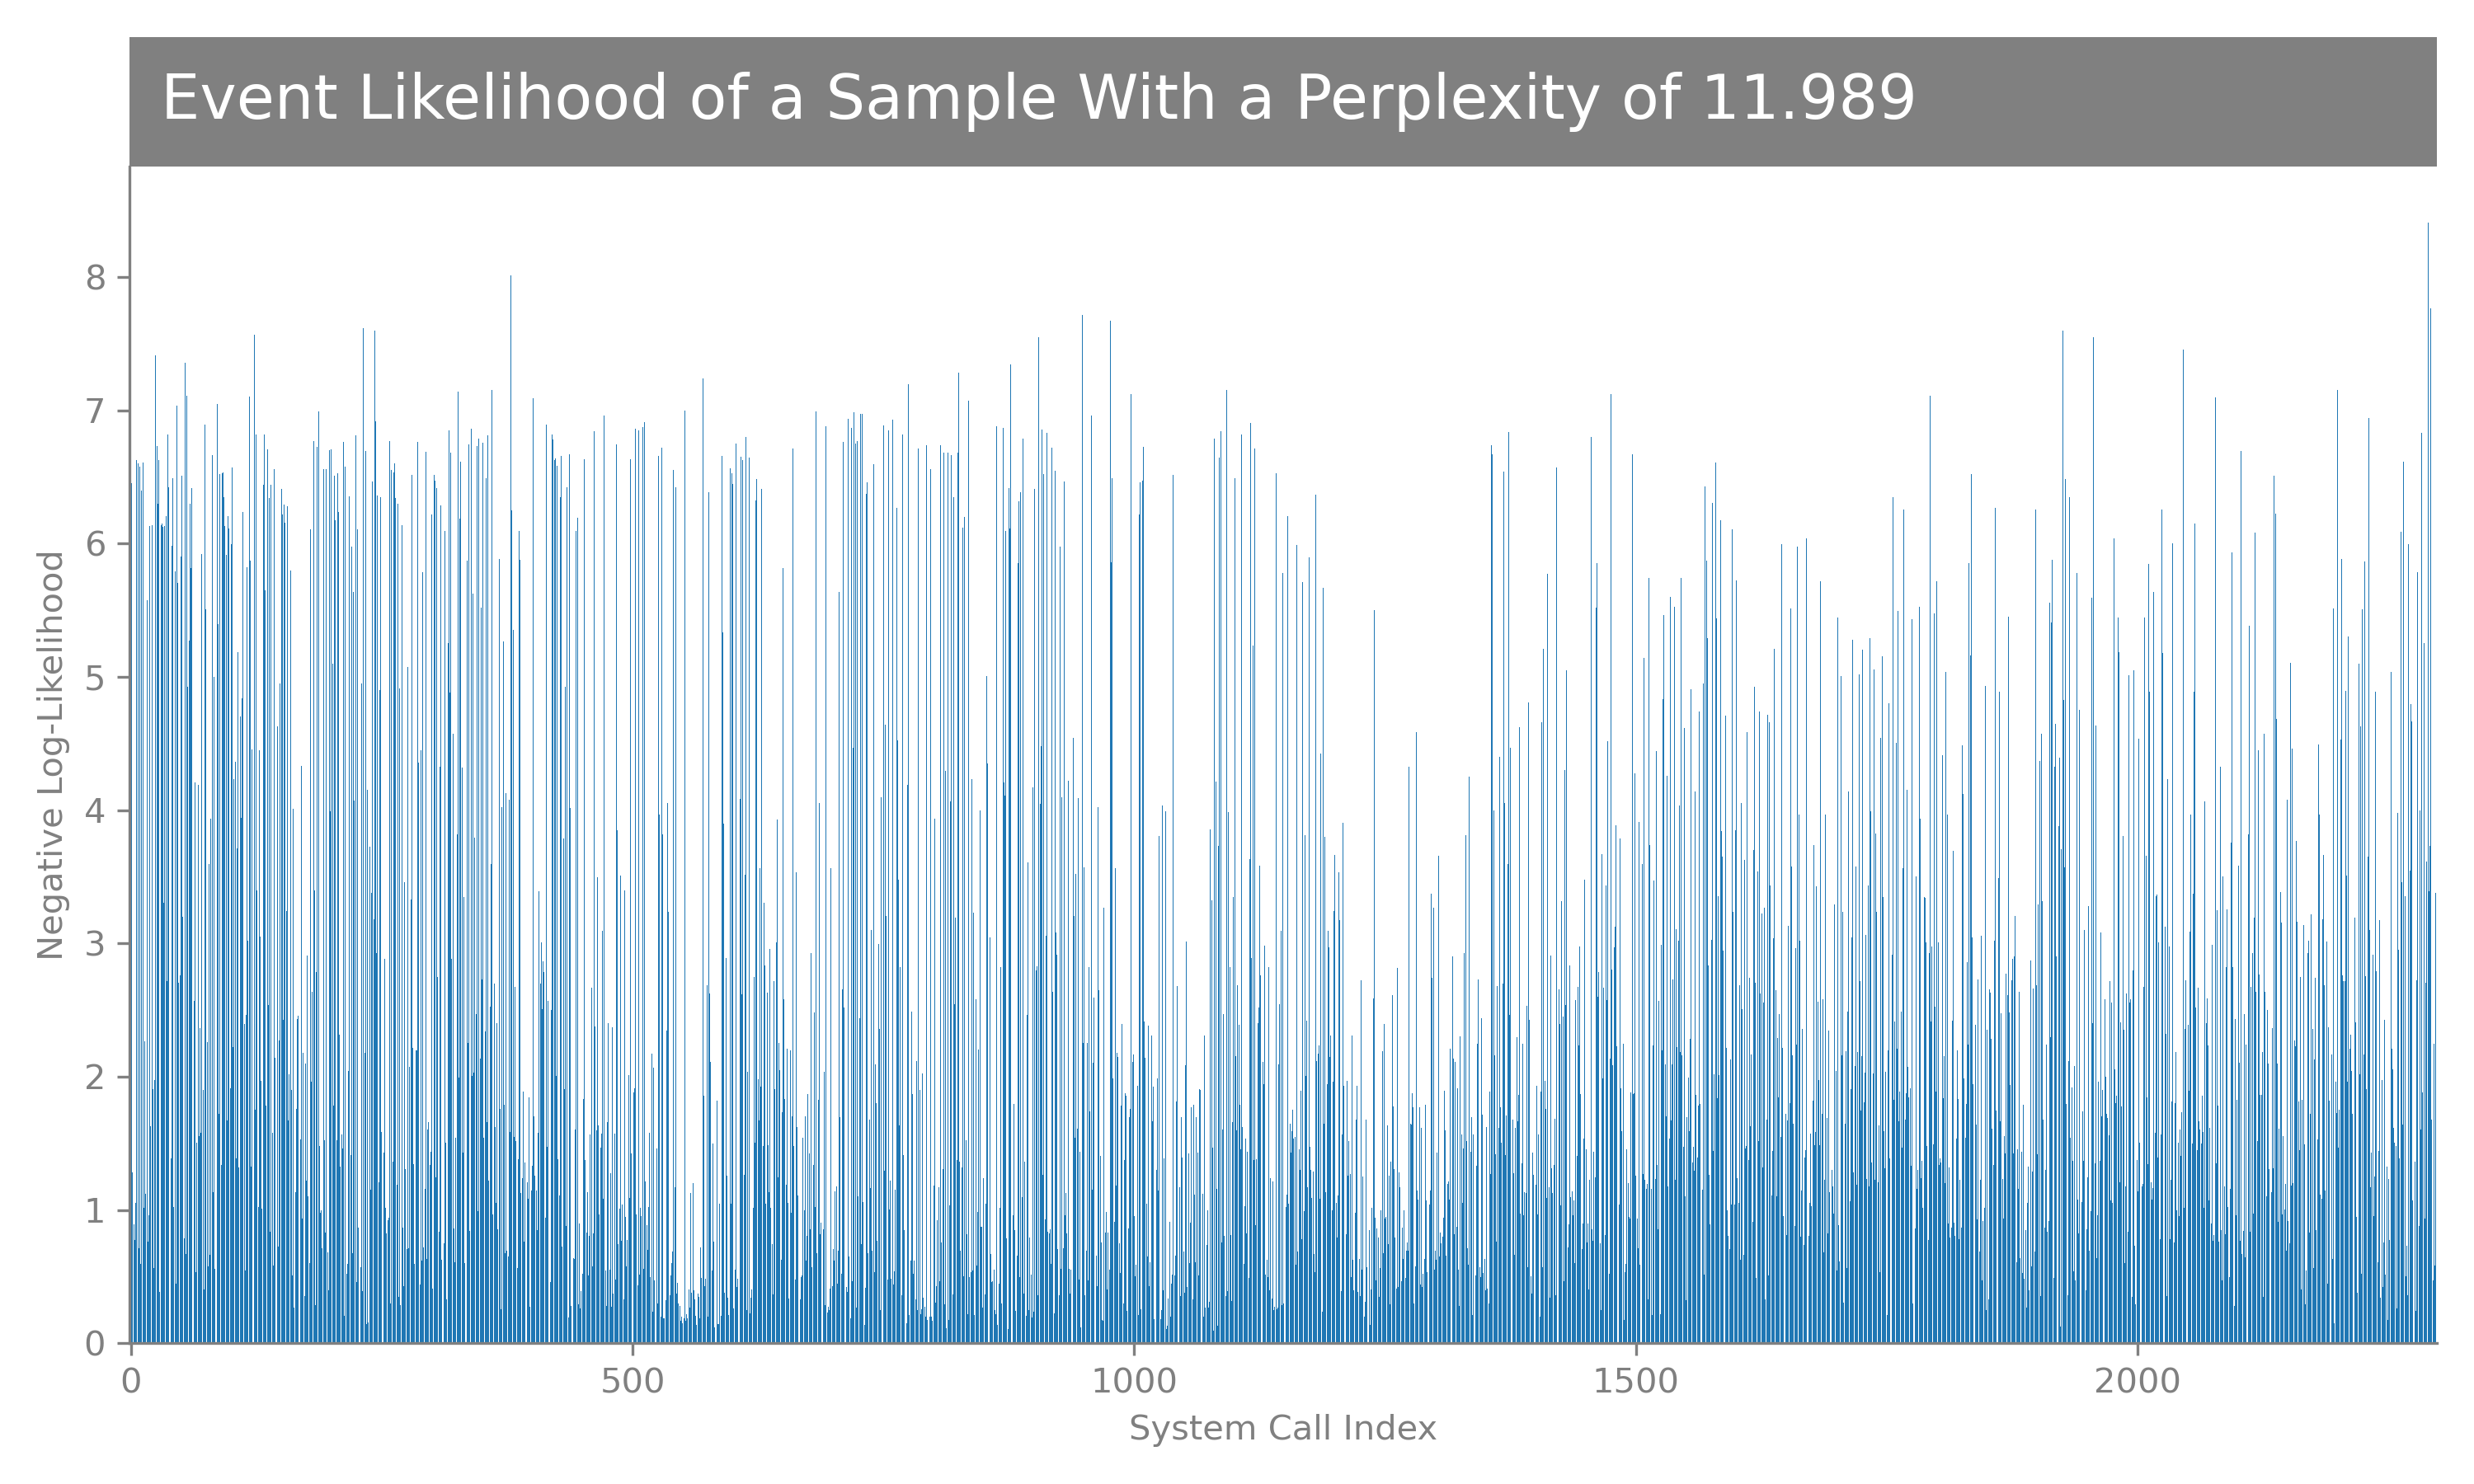 Event Likelihood of a Sample With a Perplexity of 11.989
Negative Log-Likelihood
8
7
6
5
4
3
2
1
0
0 500 1000 1500 2000
System Call Index